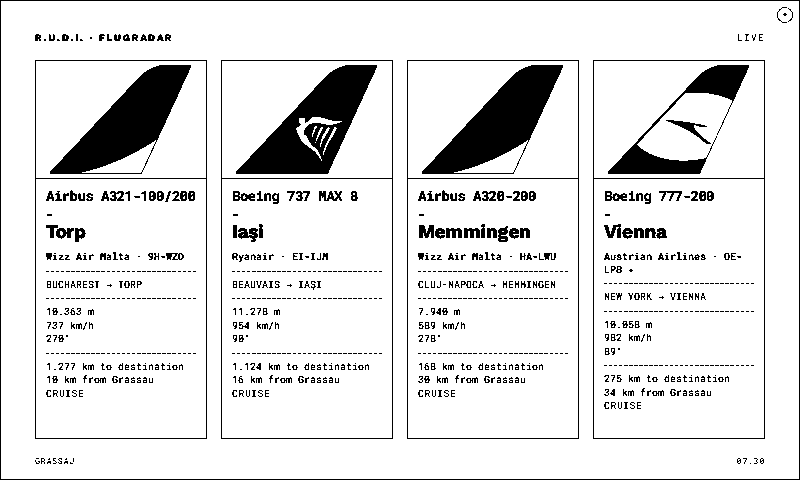 R.U.D.I. · FLUGRADAR
LIVE
Airbus A321-100/200
-
Torp
Wizz Air Malta · 9H-WZO
BUCHAREST → TORP
10.363 m
737 km/h
270°
1.277 km to destination
10 km from Grassau
CRUISE
Boeing 737 MAX 8
-
Iași
Ryanair · EI-IJM
BEAUVAIS → IAȘI
11.278 m
954 km/h
90°
1.124 km to destination
16 km from Grassau
CRUISE
Airbus A320-200
-
Memmingen
Wizz Air Malta · HA-LWU
CLUJ-NAPOCA → MEMMINGEN
7.940 m
589 km/h
278°
168 km to destination
30 km from Grassau
CRUISE
Boeing 777-200
-
Vienna
Austrian Airlines · OE-
LPB ✦
NEW YORK → VIENNA
10.058 m
982 km/h
89°
275 km to destination
34 km from Grassau
CRUISE
GRASSAU
07.30